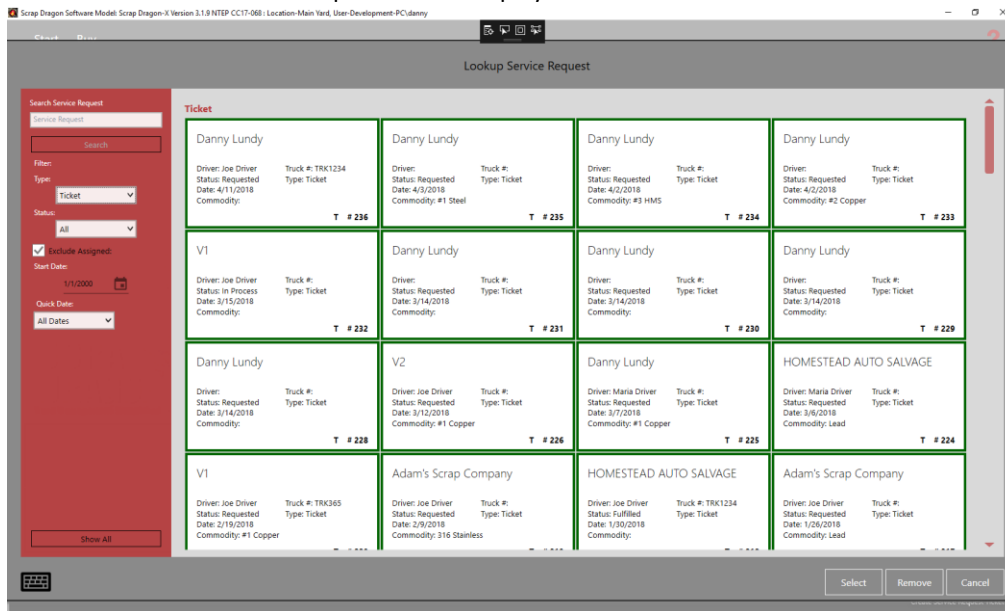 Scrap Dragon Software Model: Scrap Dragon-X Version 3.1.9 NTEP CC17-068 : Location-Main Yard, User-Development-PC\danny
Start Buy
?
Lookup Service Request
Search Service Request
Service Request
Search
Filter:
Type:
Ticket
Status:
All
Exclude Assigned:
Start Date:
1/1/2000
Quick Date:
All Dates
Show All
Ticket
Danny Lundy
Driver: Joe Driver Truck #: TRK1234
Status: Requested Type: Ticket
Date: 4/11/2018
Commodity:
T # 236
Danny Lundy
Driver: Truck #:
Status: Requested Type: Ticket
Date: 4/3/2018
Commodity: #1 Steel
T # 235
Danny Lundy
Driver: Truck #:
Status: Requested Type: Ticket
Date: 4/2/2018
Commodity: #3 HMS
T # 234
Danny Lundy
Driver: Truck #:
Status: Requested Type: Ticket
Date: 4/2/2018
Commodity: #2 Copper
T # 233
V1
Driver: Joe Driver Truck #:
Status: In Process Type: Ticket
Date: 3/15/2018
Commodity:
T # 232
Danny Lundy
Driver: Truck #:
Status: Requested Type: Ticket
Date: 3/14/2018
Commodity:
T # 231
Danny Lundy
Driver: Truck #:
Status: Requested Type: Ticket
Date: 3/14/2018
Commodity:
T # 230
Danny Lundy
Driver: Truck #:
Status: Requested Type: Ticket
Date: 3/14/2018
Commodity:
T # 229
Danny Lundy
Driver: Truck #:
Status: Requested Type: Ticket
Date: 3/14/2018
Commodity:
T # 228
V2
Driver: Joe Driver Truck #:
Status: Requested Type: Ticket
Date: 3/12/2018
Commodity: #1 Copper
T # 226
Danny Lundy
Driver: Maria Driver Truck #:
Status: Requested Type: Ticket
Date: 3/7/2018
Commodity: #1 Copper
T # 225
HOMESTEAD AUTO SALVAGE
Driver: Maria Driver Truck #:
Status: Requested Type: Ticket
Date: 3/6/2018
Commodity: Lead
T # 224
V1
Driver: Joe Driver Truck #: TRK365
Status: Requested Type: Ticket
Date: 2/19/2018
Commodity: #1 Copper
Adam's Scrap Company
Driver: Joe Driver Truck #:
Status: Requested Type: Ticket
Date: 2/9/2018
Commodity: 316 Stainless
HOMESTEAD AUTO SALVAGE
Driver: Joe Driver Truck #: TRK1234
Status: Fulfilled Type: Ticket
Date: 1/30/2018
Commodity:
Adam's Scrap Company
Driver: Joe Driver Truck #:
Status: Requested Type: Ticket
Date: 1/26/2018
Commodity: Lead
Select Remove Cancel